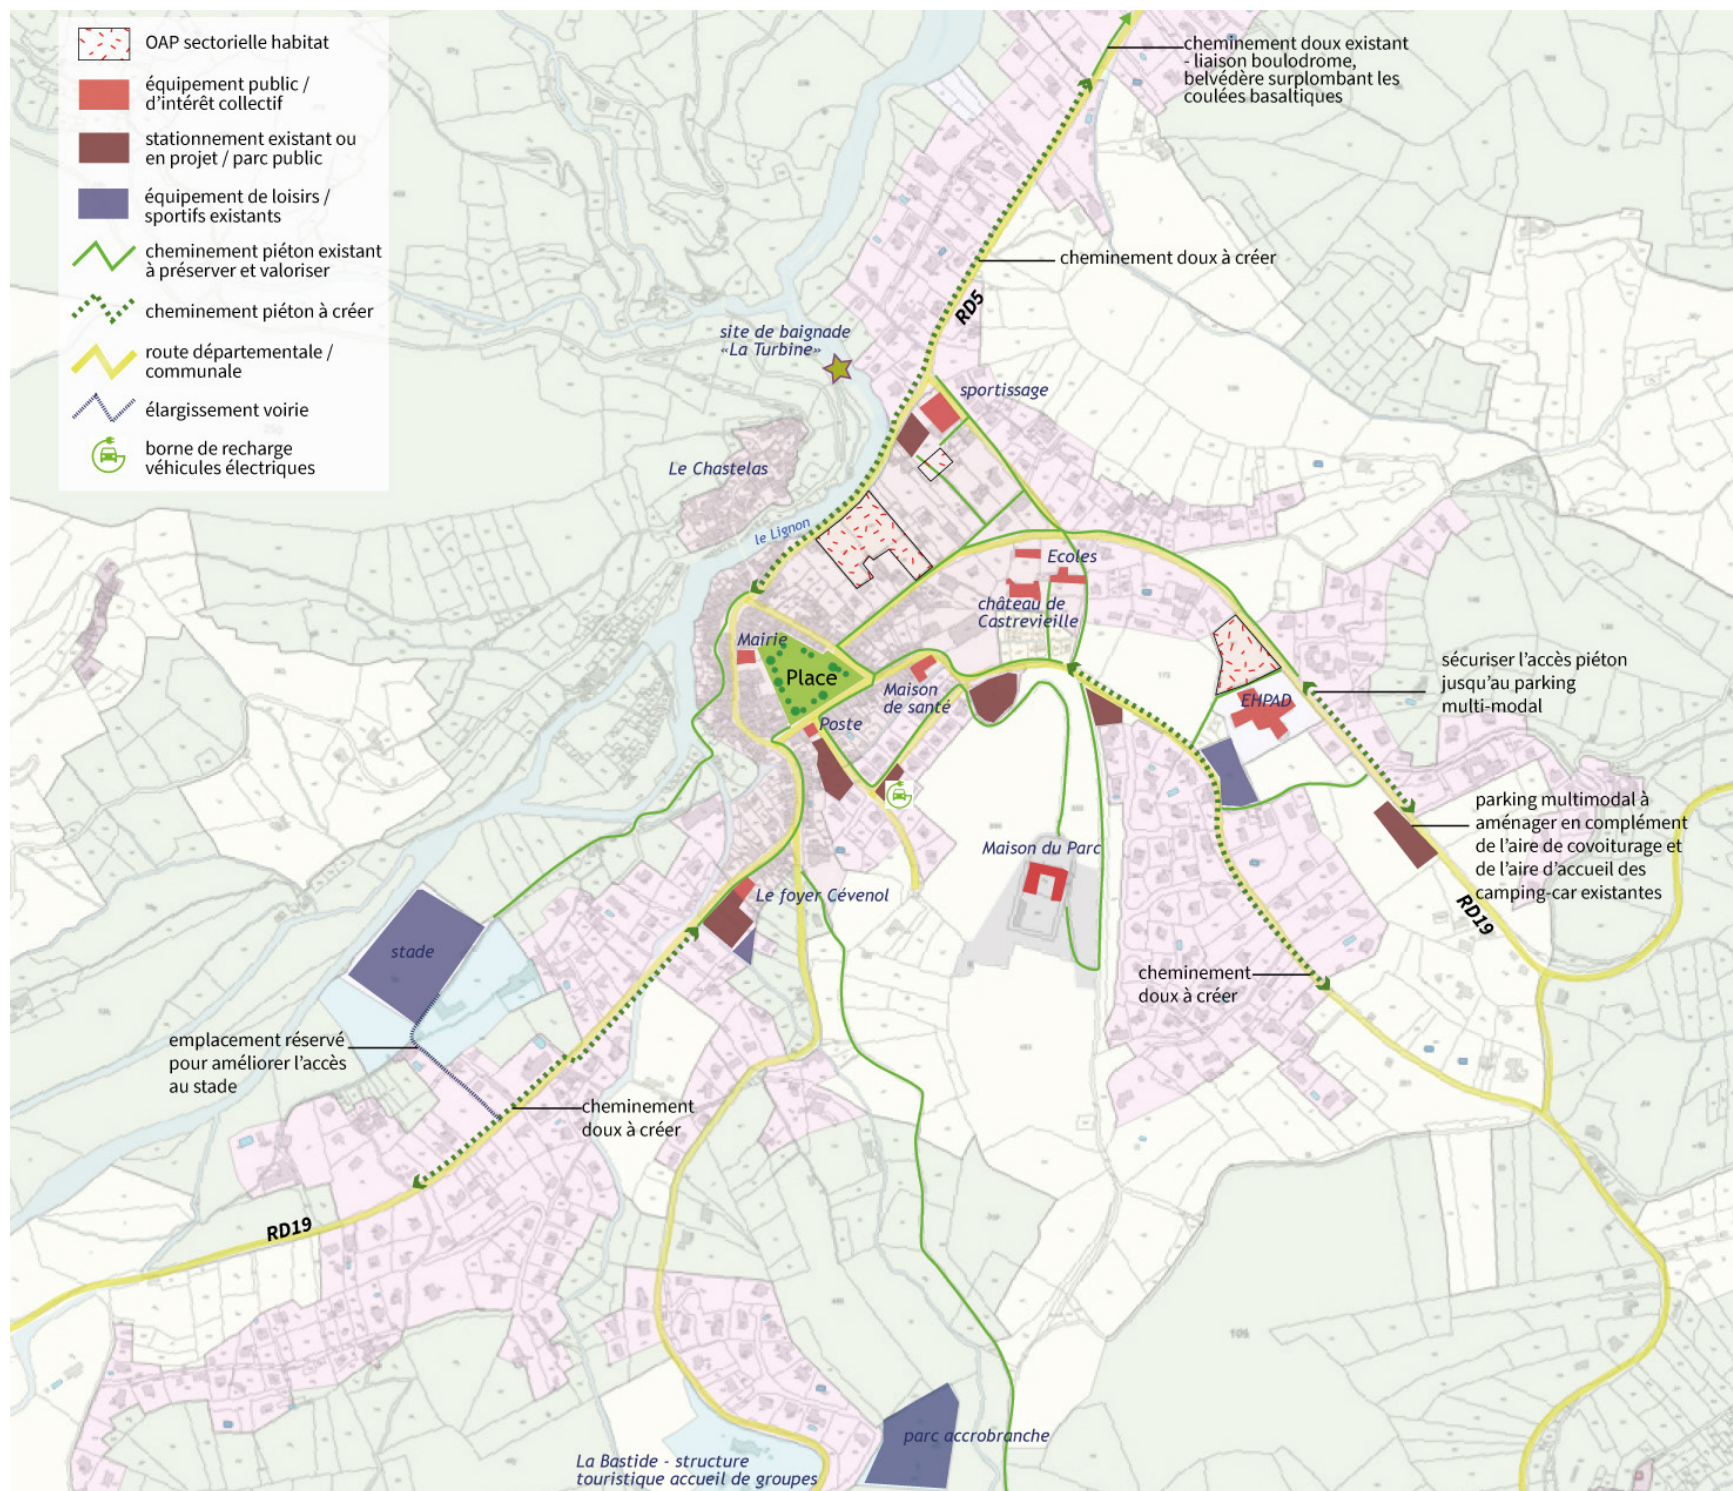 OAP sectorielle habitat
équipement public /
d'intérêt collectif
stationnement existant ou
en projet / parc public
équipement de loisirs /
sportifs existants
cheminement piéton existant
à préserver et valoriser
cheminement piéton à créer
route départementale /
communale
élargissement voirie
borne de recharge
véhicules électriques
cheminement doux existant
- liaison boulodrome,
belvédère surplombant les
coulées basaltiques
cheminement doux à créer
RD5
site de baignade
«La Turbine»
sportissage
Le Chastelas
le Lignon
Ecoles
château de
Castrevieille
Mairie
Place
Maison
de santé
Poste
EHPAD
sécuriser l'accès piéton
jusqu'au parking
multi-modal
parking multimodal à
aménager en complément
de l'aire de covoiturage et
de l'aire d'accueil des
camping-car existantes
RD19
Maison du Parc
Le foyer Cévenol
stade
cheminement
doux à créer
emplacement réservé
pour améliorer l'accès
au stade
cheminement
doux à créer
RD19
parc accrobranche
La Bastide - structure
touristique accueil de groupes